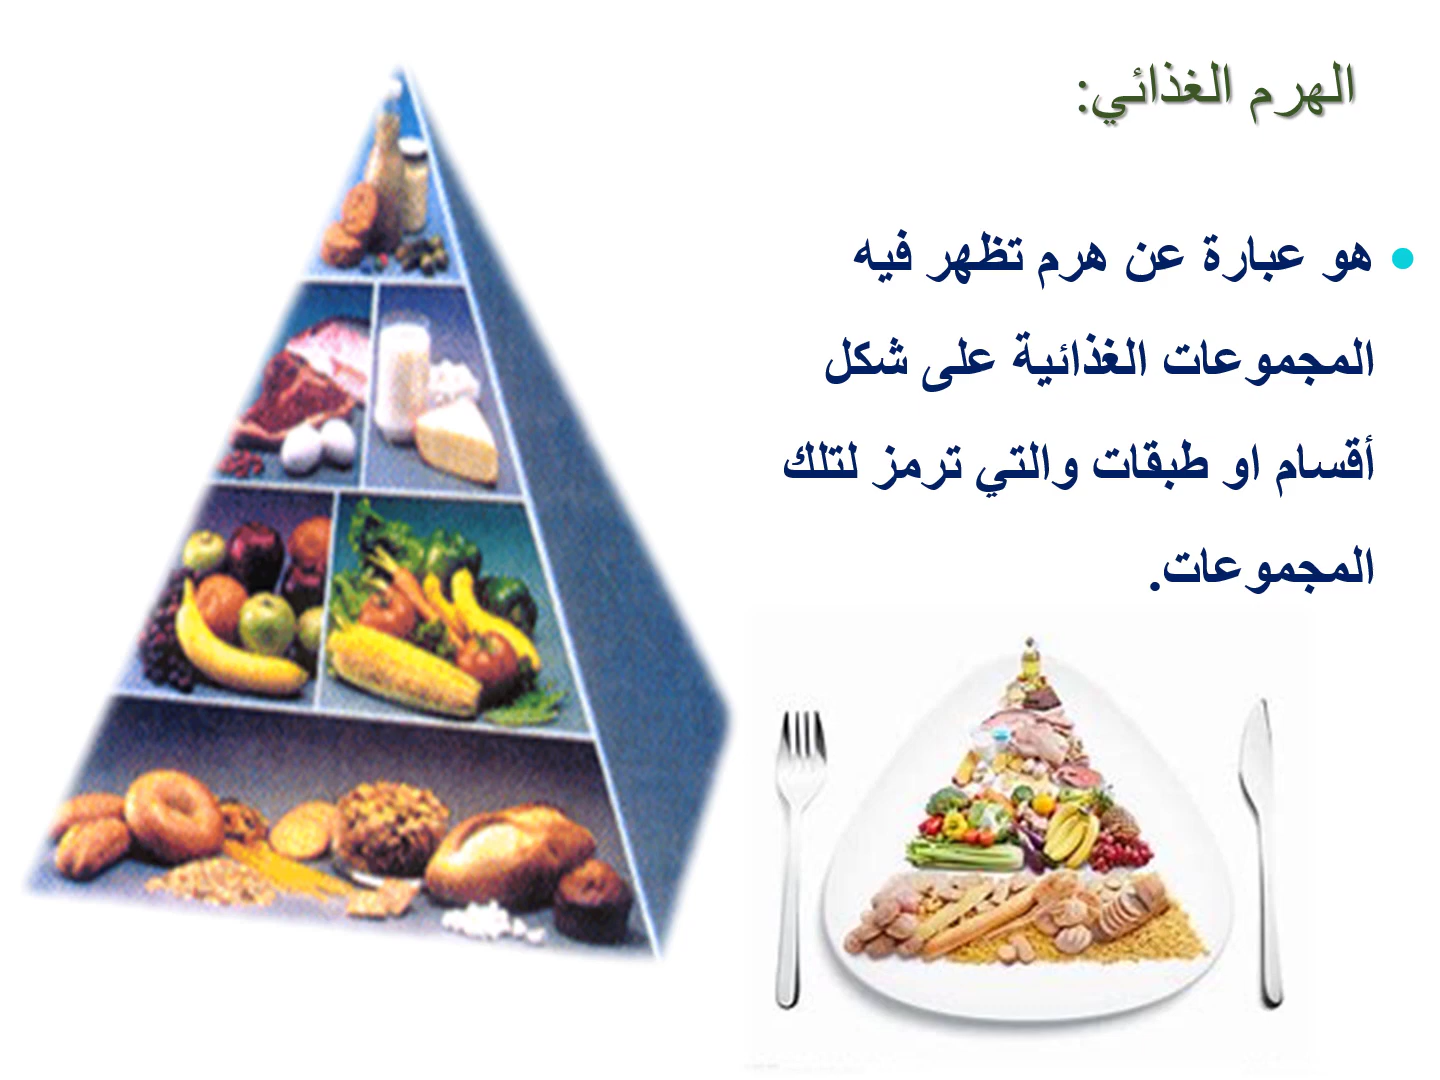 الهرم الغذائي:
• هو عبارة عن هرم تظهر فيه
المجموعات الغذائية على شكل
أقسام او طبقات والتي ترمز لتلك
المجموعات.